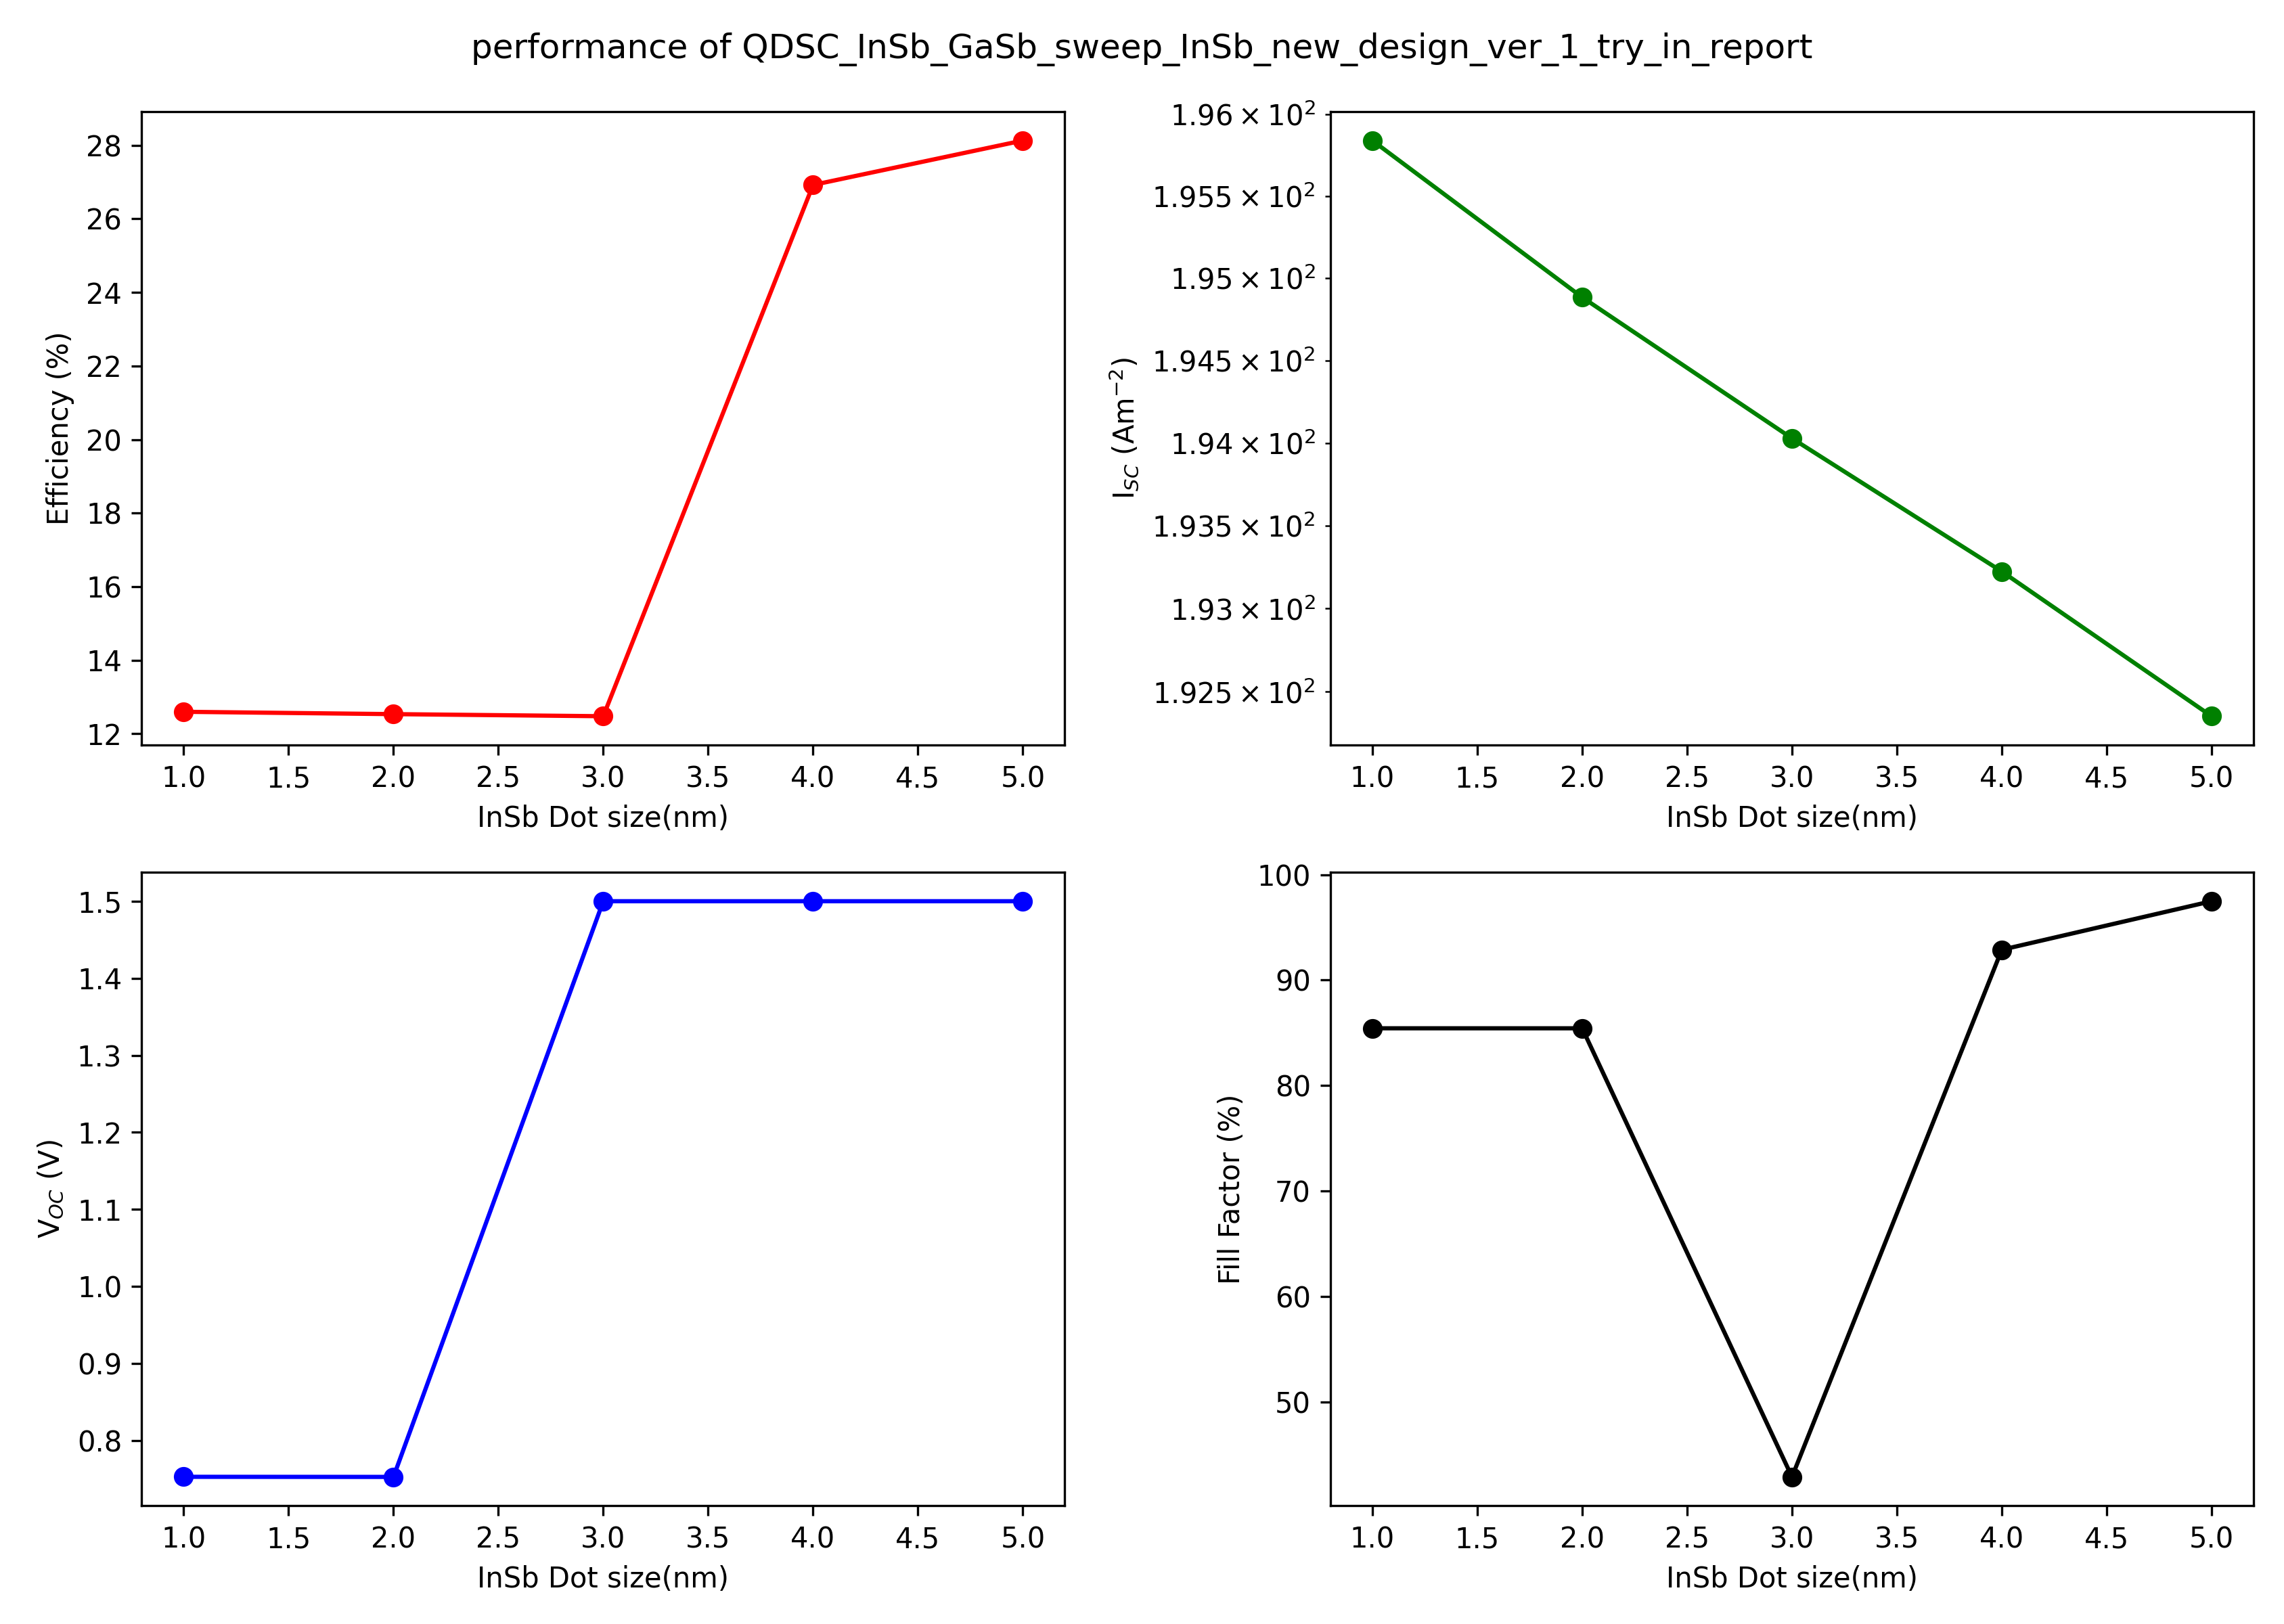 performance of QDSC_InSb_GaSb_sweep_InSb_new_design_ver_1_try_in_report
Efficiency (%)
28
26
24
22
20
18
16
14
12
1.0 1.5 2.0 2.5 3.0 3.5 4.0 4.5 5.0
InSb Dot size(nm)
I_SC (Am⁻²)
1.96 × 10²
1.955 × 10²
1.95 × 10²
1.945 × 10²
1.94 × 10²
1.935 × 10²
1.93 × 10²
1.925 × 10²
1.0 1.5 2.0 2.5 3.0 3.5 4.0 4.5 5.0
InSb Dot size(nm)
V_OC (V)
1.5
1.4
1.3
1.2
1.1
1.0
0.9
0.8
1.0 1.5 2.0 2.5 3.0 3.5 4.0 4.5 5.0
InSb Dot size(nm)
Fill Factor (%)
100
90
80
70
60
50
1.0 1.5 2.0 2.5 3.0 3.5 4.0 4.5 5.0
InSb Dot size(nm)